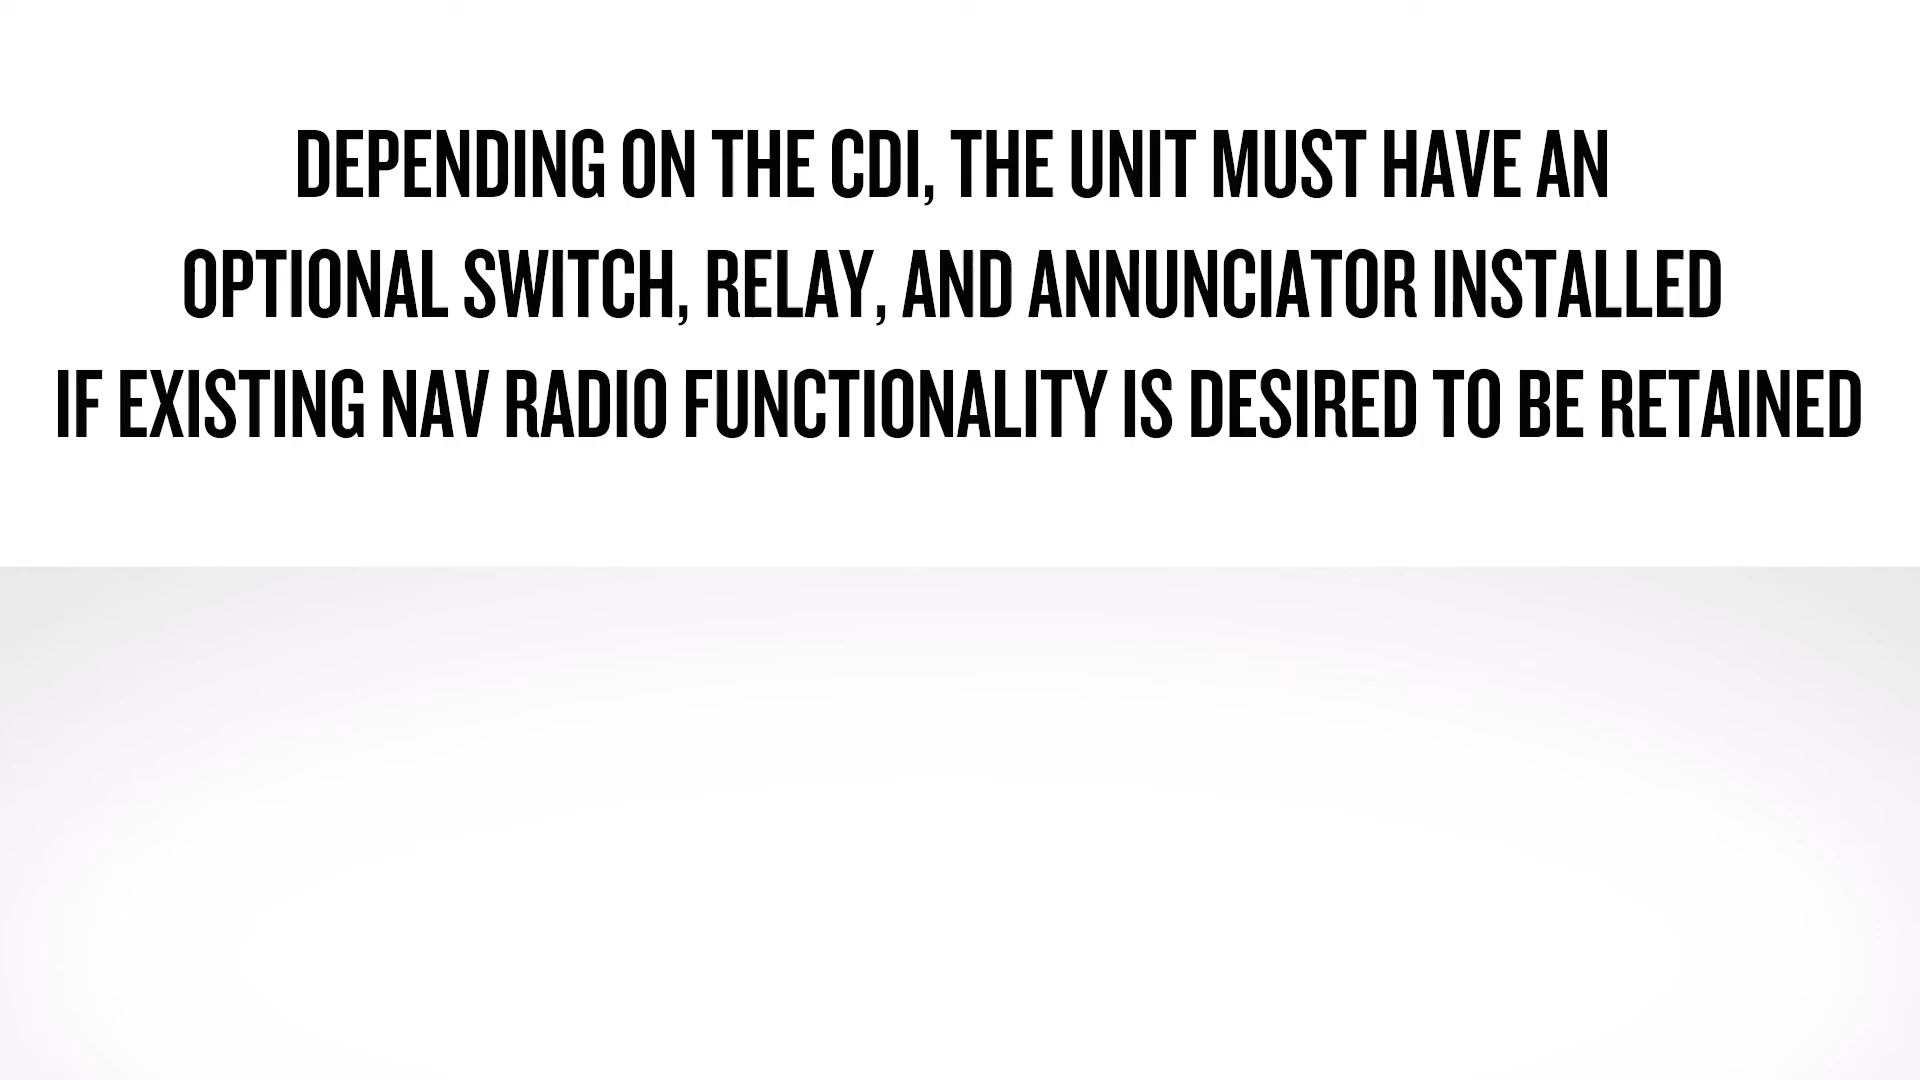 DEPENDING ON THE CDI, THE UNIT MUST HAVE AN
OPTIONAL SWITCH, RELAY, AND ANNUNCIATOR INSTALLED
IF EXISTING NAV RADIO FUNCTIONALITY IS DESIRED TO BE RETAINED